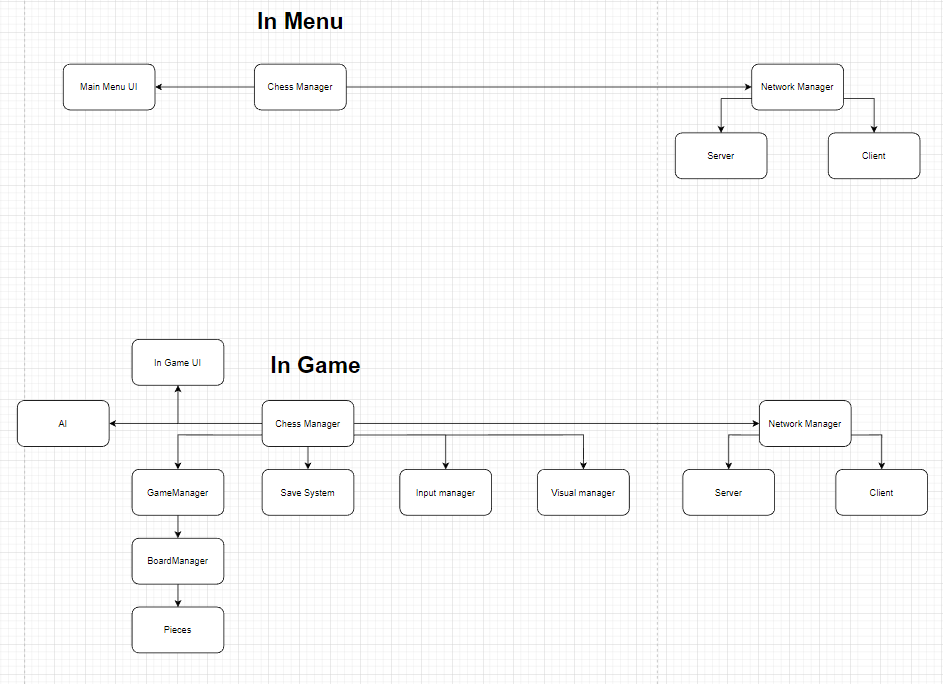 In Menu
Main Menu UI
Chess Manager
Network Manager
Server
Client
In Game UI
In Game
AI
Chess Manager
Network Manager
GameManager
Save System
Input manager
Visual manager
Server
Client
BoardManager
Pieces